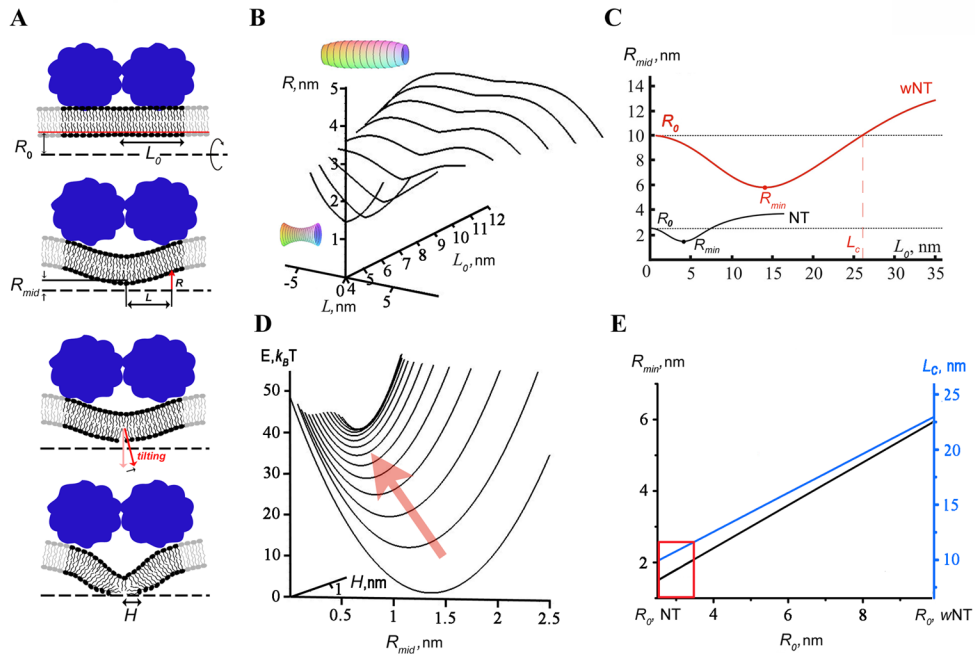 A
R0
L0
Rmid
R
L
tilting
H
B
R,nm
5
4
3
2
1
0
-5
5
L,nm
4
5
6
7
8
9
10
11
12
L0,nm
C
Rmid,nm
14
12
10
8
6
4
2
wNT
R0
Rmin
R0
NT
Rmin
Lc
L0, nm
0
5
10
15
20
25
30
35
D
E,kBT
50
40
30
20
10
0
H,nm
1
0.5
1
1.5
2
2.5
Rmid,nm
E
Rmin,nm
LC, nm
6
4
2
25
20
15
10
R0, NT
4
6
8
R0, wNT
R0,nm